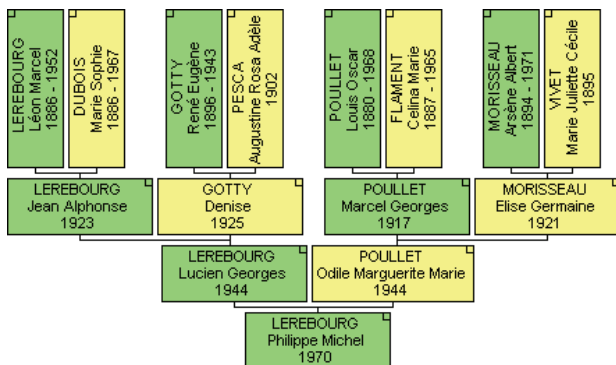 LEREBOURG
Léon Marcel
1886 - 1952
DUBOIS
Marie Sophie
1886 - 1967
GOTTY
René Eugène
1896 - 1943
PESCA
Augustine Rosa Adèle
1902
POULLET
Louis Oscar
1880 - 1968
FLAMENT
Celina Marie
1887 - 1965
MORISSEAU
Arsène Albert
1894 - 1971
VIVET
Marie Juliette Cécile
1895
LEREBOURG
Jean Alphonse
1923
GOTTY
Denise
1925
POULLET
Marcel Georges
1917
MORISSEAU
Elise Germaine
1921
LEREBOURG
Lucien Georges
1944
POULLET
Odile Marguerite Marie
1944
LEREBOURG
Philippe Michel
1970